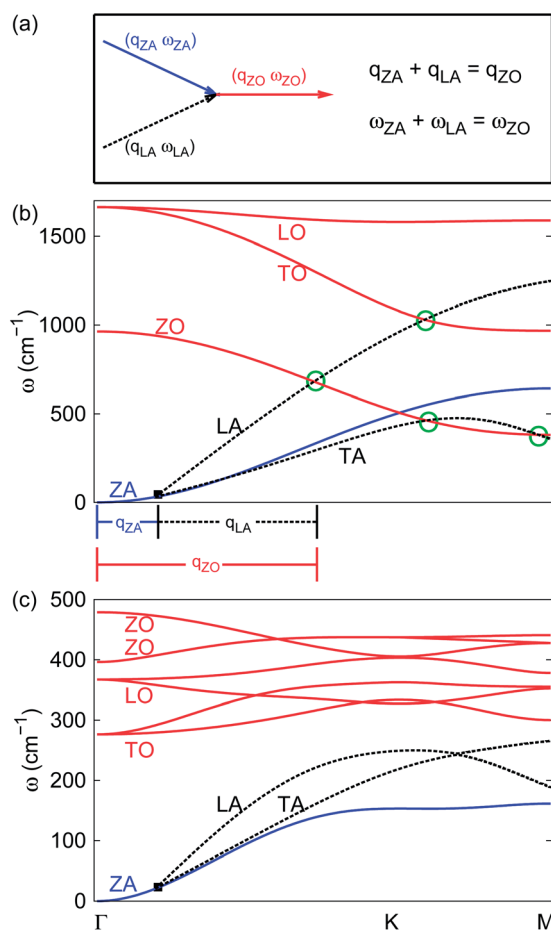 (a)
(q_ZA ω_ZA)
(q_ZO ω_ZO)
(q_LA ω_LA)
q_ZA + q_LA = q_ZO
ω_ZA + ω_LA = ω_ZO
(b)
ω (cm⁻¹)
1500
1000
500
0
LO
TO
ZO
LA
TA
ZA
q_ZA
q_LA
q_ZO
(c)
ω (cm⁻¹)
500
400
300
200
100
0
ZO
ZO
LO
TO
LA
TA
ZA
Γ K M